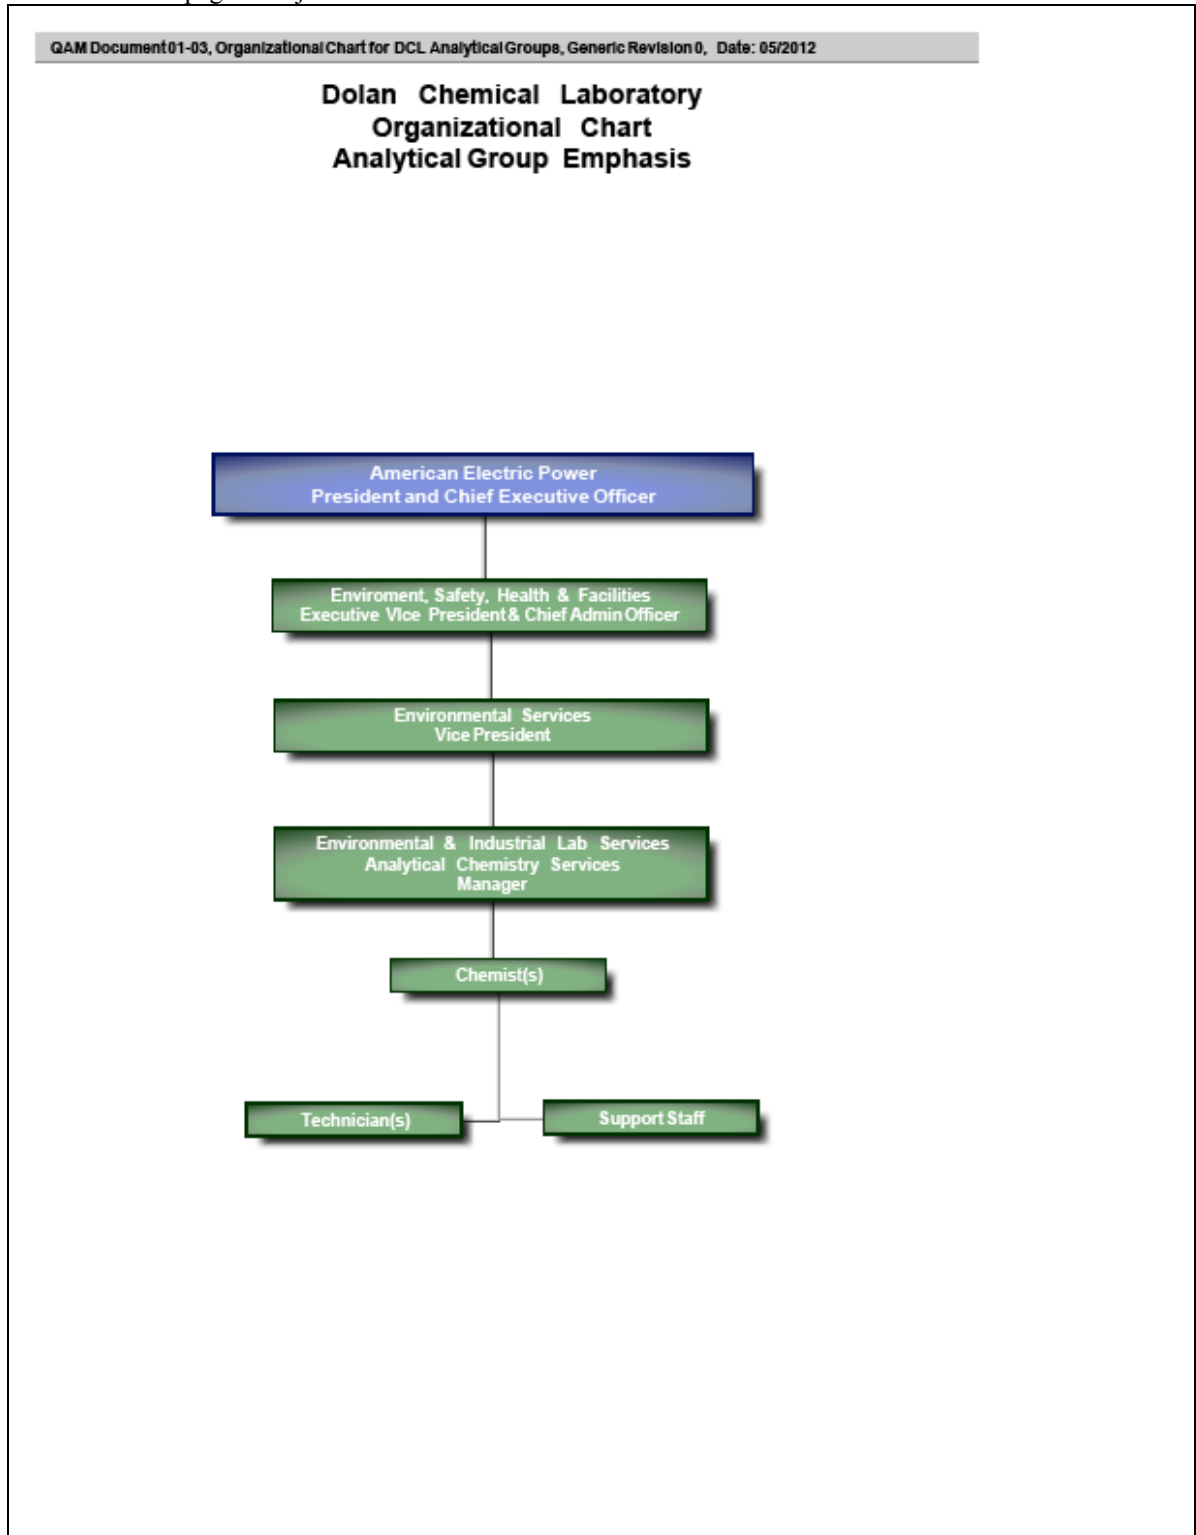 QAM Document 01-03, Organizational Chart for DCL Analytical Groups, Generic Revision 0, Date: 05/2012
Dolan Chemical Laboratory
Organizational Chart
Analytical Group Emphasis
American Electric Power
President and Chief Executive Officer
Enviroment, Safety, Health & Facilities
Executive VIce President & Chief Admin Officer
Environmental Services
Vice President
Environmental & Industrial Lab Services
Analytical Chemistry Services
Manager
Chemist(s)
Technician(s)
Support Staff